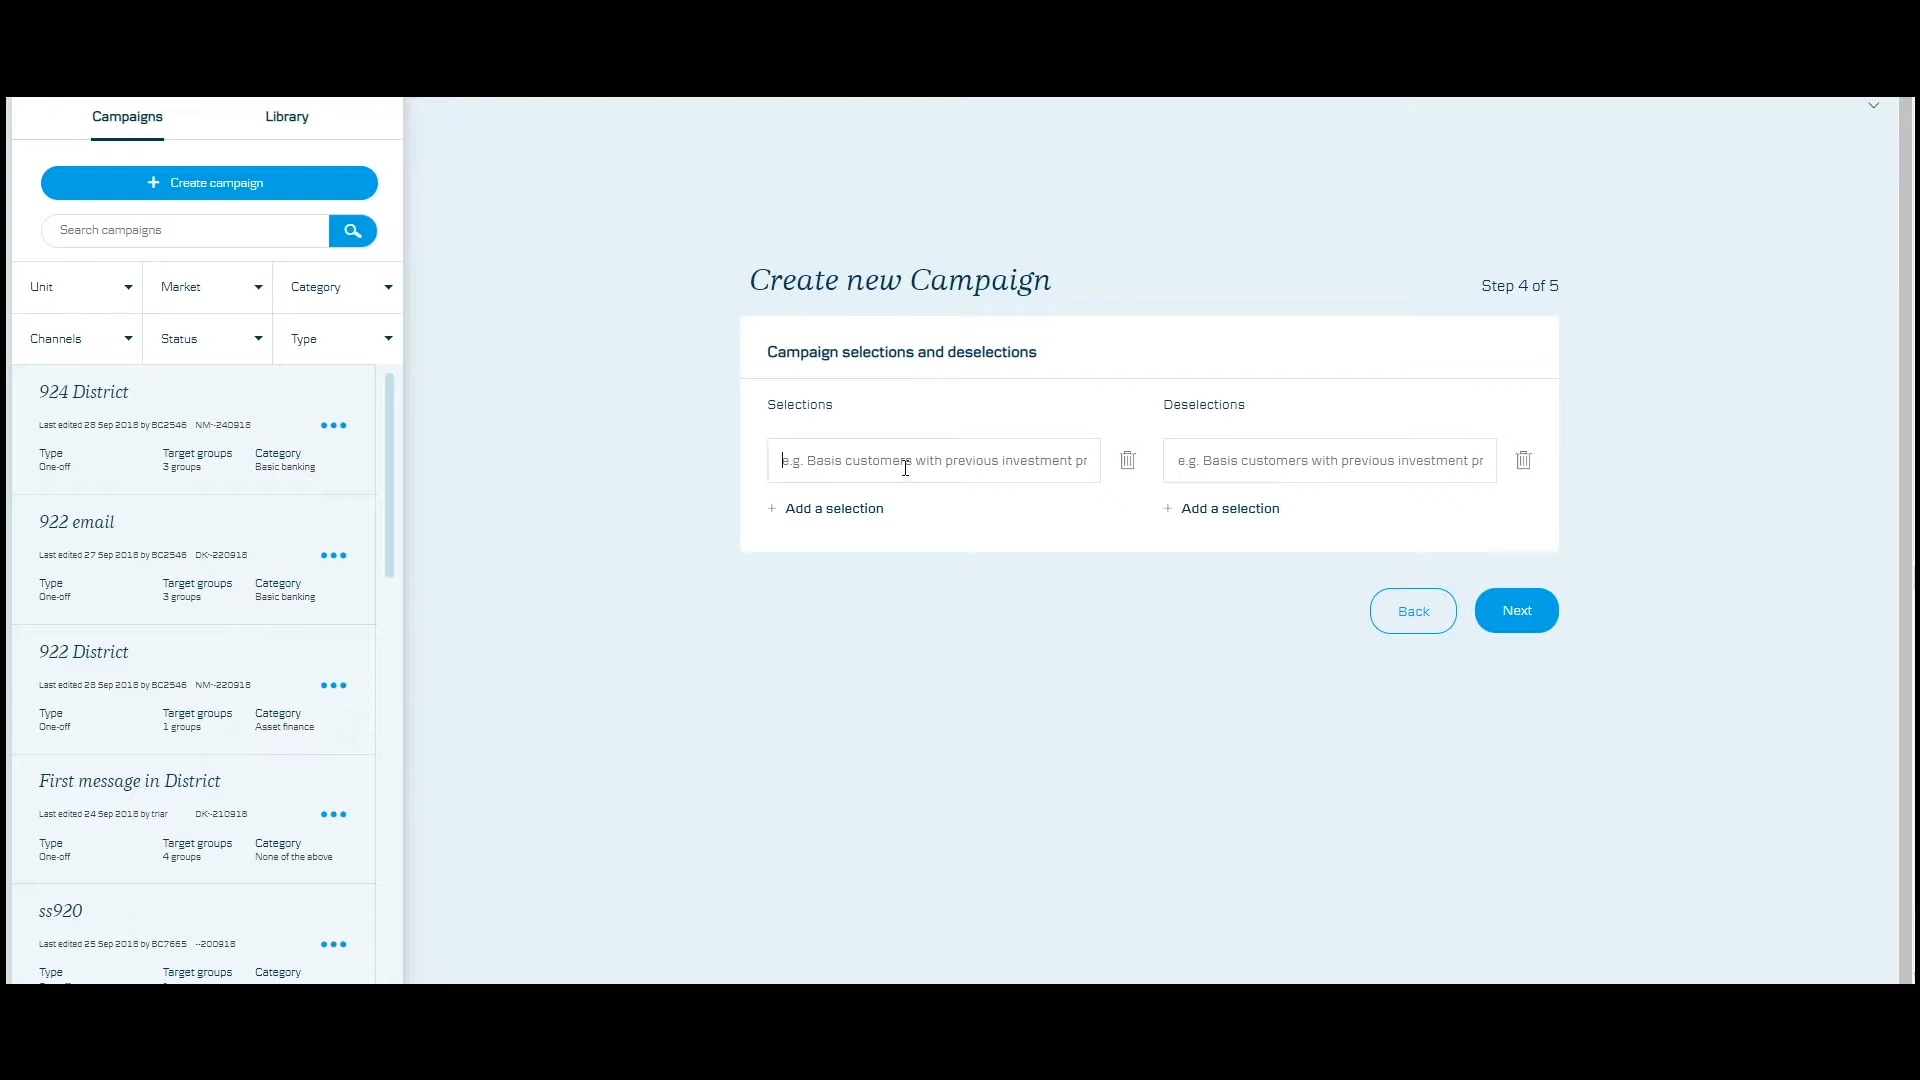 Campaigns
Library
Create campaign
Search campaigns
Unit
Market
Category
Channels
Status
Type
924 District
Last edited 28 Sep 2018 by BC2546 NM--240918
Type Target groups Category
One-off 3 groups Basic banking
922 email
Last edited 27 Sep 2018 by BC2546 DK--220918
Type Target groups Category
One-off 3 groups Basic banking
922 District
Last edited 28 Sep 2018 by BC2546 NM--220918
Type Target groups Category
One-off 1 groups Asset finance
First message in District
Last edited 24 Sep 2018 by triar DK--210918
Type Target groups Category
One-off 4 groups None of the above
ss920
Last edited 25 Sep 2018 by BC7665 --200918
Type Target groups Category
Create new Campaign
Step 4 of 5
Campaign selections and deselections
Selections
Deselections
e.g. Basis customers with previous investment pr
e.g. Basis customers with previous investment pr
+ Add a selection
+ Add a selection
Back
Next